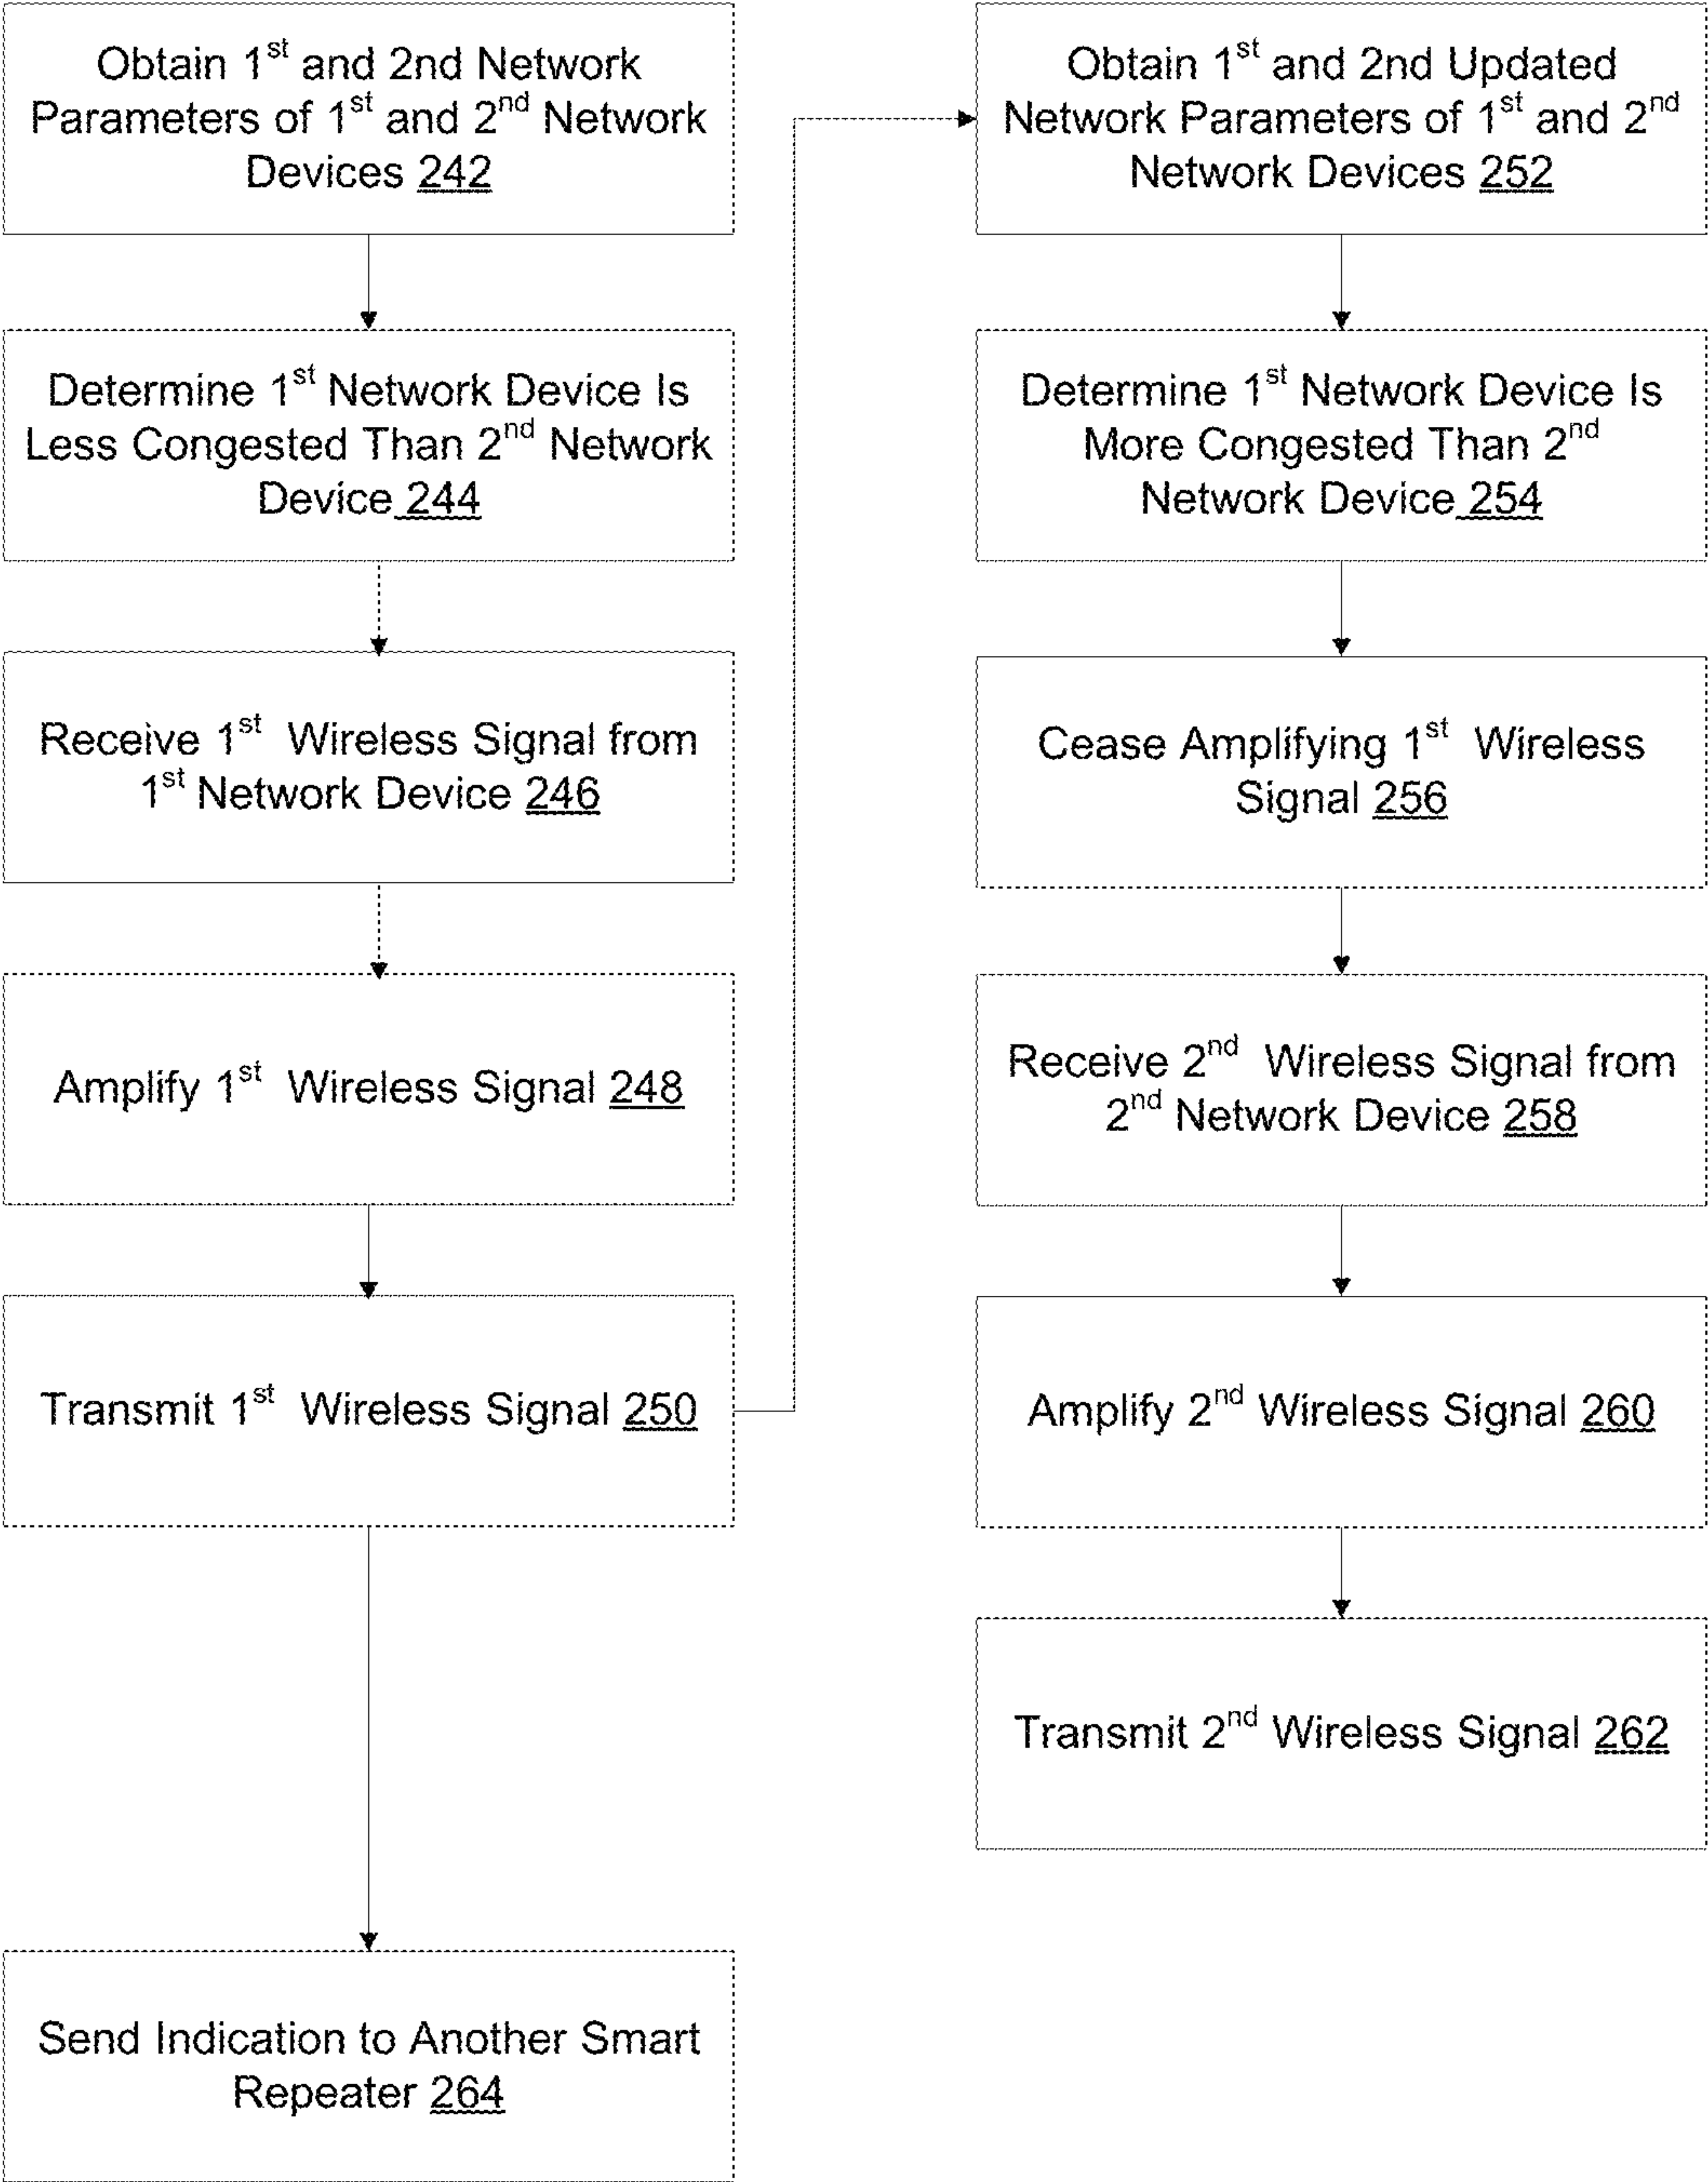 Obtain 1st and 2nd Network
Parameters of 1st and 2nd Network
Devices 242
Determine 1st Network Device Is
Less Congested Than 2nd Network
Device 244
Receive 1st Wireless Signal from
1st Network Device 246
Amplify 1st Wireless Signal 248
Transmit 1st Wireless Signal 250
Send Indication to Another Smart
Repeater 264
Obtain 1st and 2nd Updated
Network Parameters of 1st and 2nd
Network Devices 252
Determine 1st Network Device Is
More Congested Than 2nd
Network Device 254
Cease Amplifying 1st Wireless
Signal 256
Receive 2nd Wireless Signal from
2nd Network Device 258
Amplify 2nd Wireless Signal 260
Transmit 2nd Wireless Signal 262